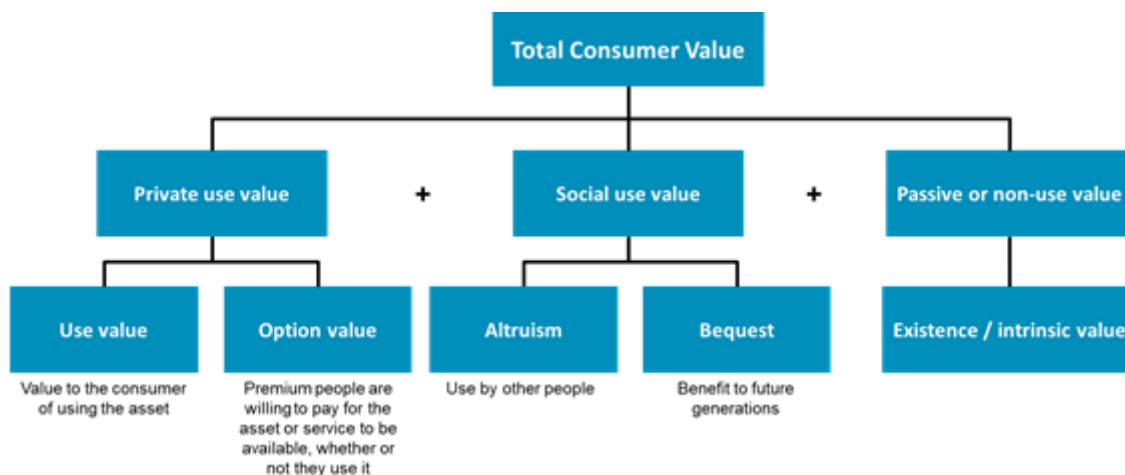 Total Consumer Value
Private use value
+
Social use value
+
Passive or non-use value
Use value
Option value
Altruism
Bequest
Existence / intrinsic value
Value to the consumer
of using the asset
Premium people are
willing to pay for the
asset or service to be
available, whether or
not they use it
Use by other people
Benefit to future
generations